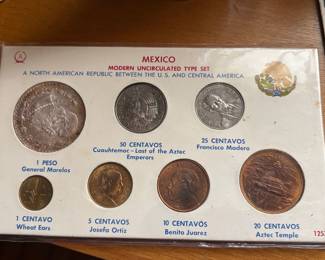 A
MEXICO
MODERN UNCIRCULATED TYPE SET
A NORTH AMERICAN REPUBLIC BETWEEN THE U.S. AND CENTRAL AMERICA
1 PESO
General Morelos
50 CENTAVOS
Cuauhtemoc - Last of the Aztec
Emperors
25 CENTAVOS
Francisco Madero
1 CENTAVO
Wheat Ears
5 CENTAVOS
Josefa Ortiz
10 CENTAVOS
Benito Juarez
20 CENTAVOS
Aztec Temple